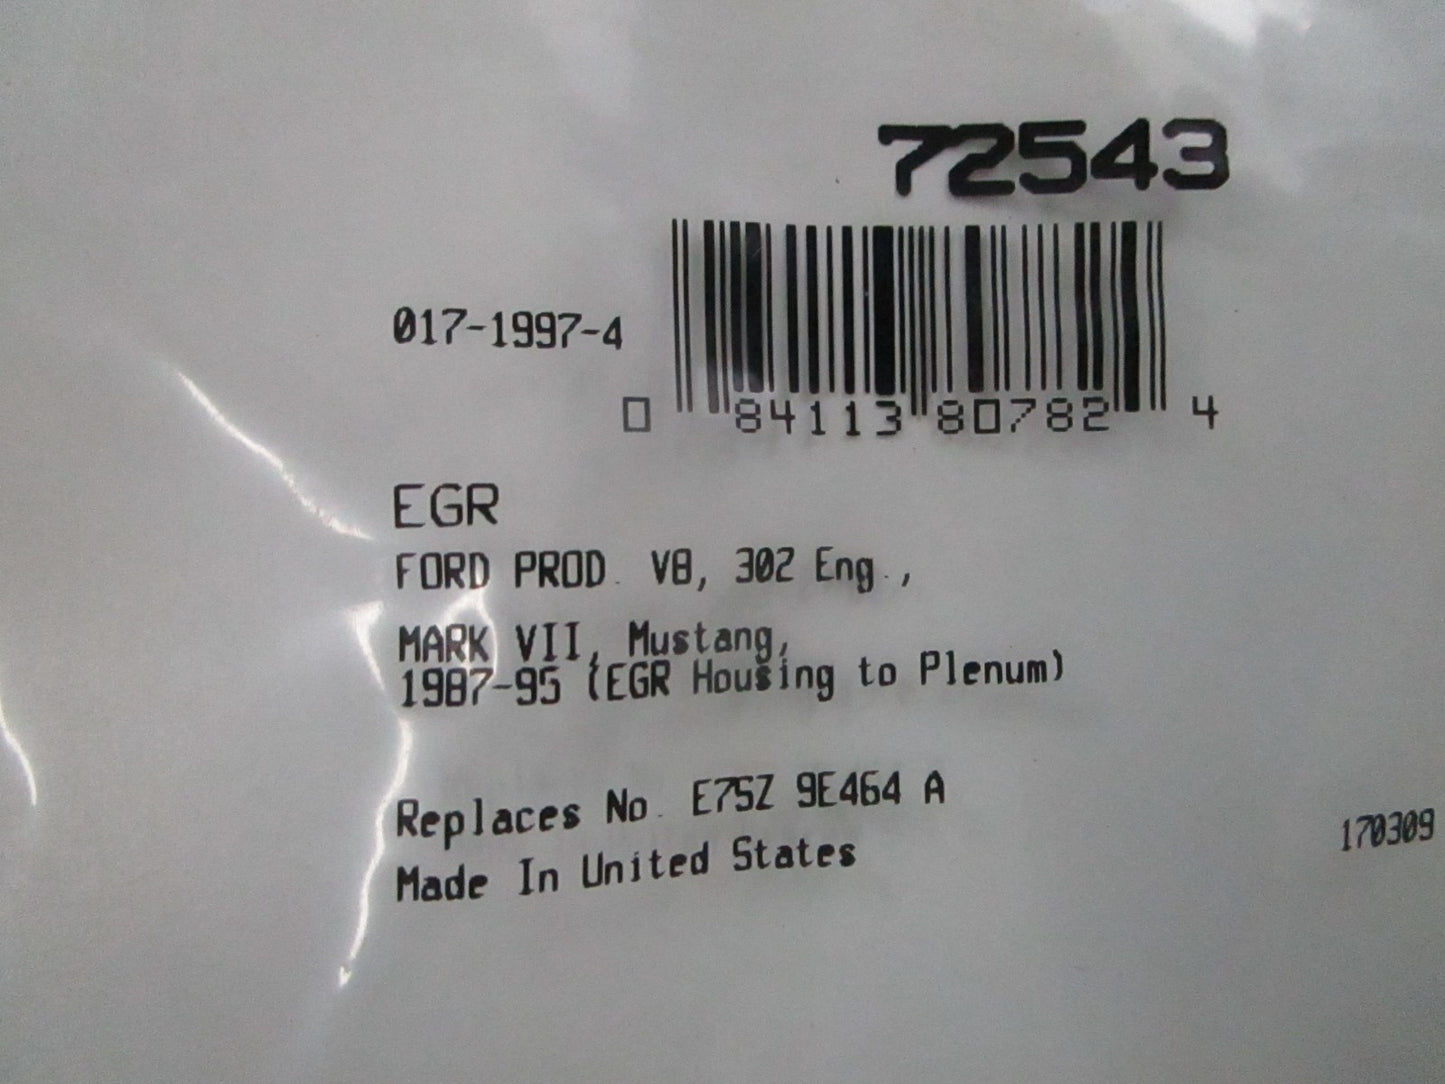 72543
017-1997-4
0 84113 80782 4
EGR
FORD PROD. V8, 302 Eng.,
MARK VII, Mustang,
1987-95 (EGR Housing to Plenum)
Replaces No. E7SZ 9E464 A
Made In United States
170309